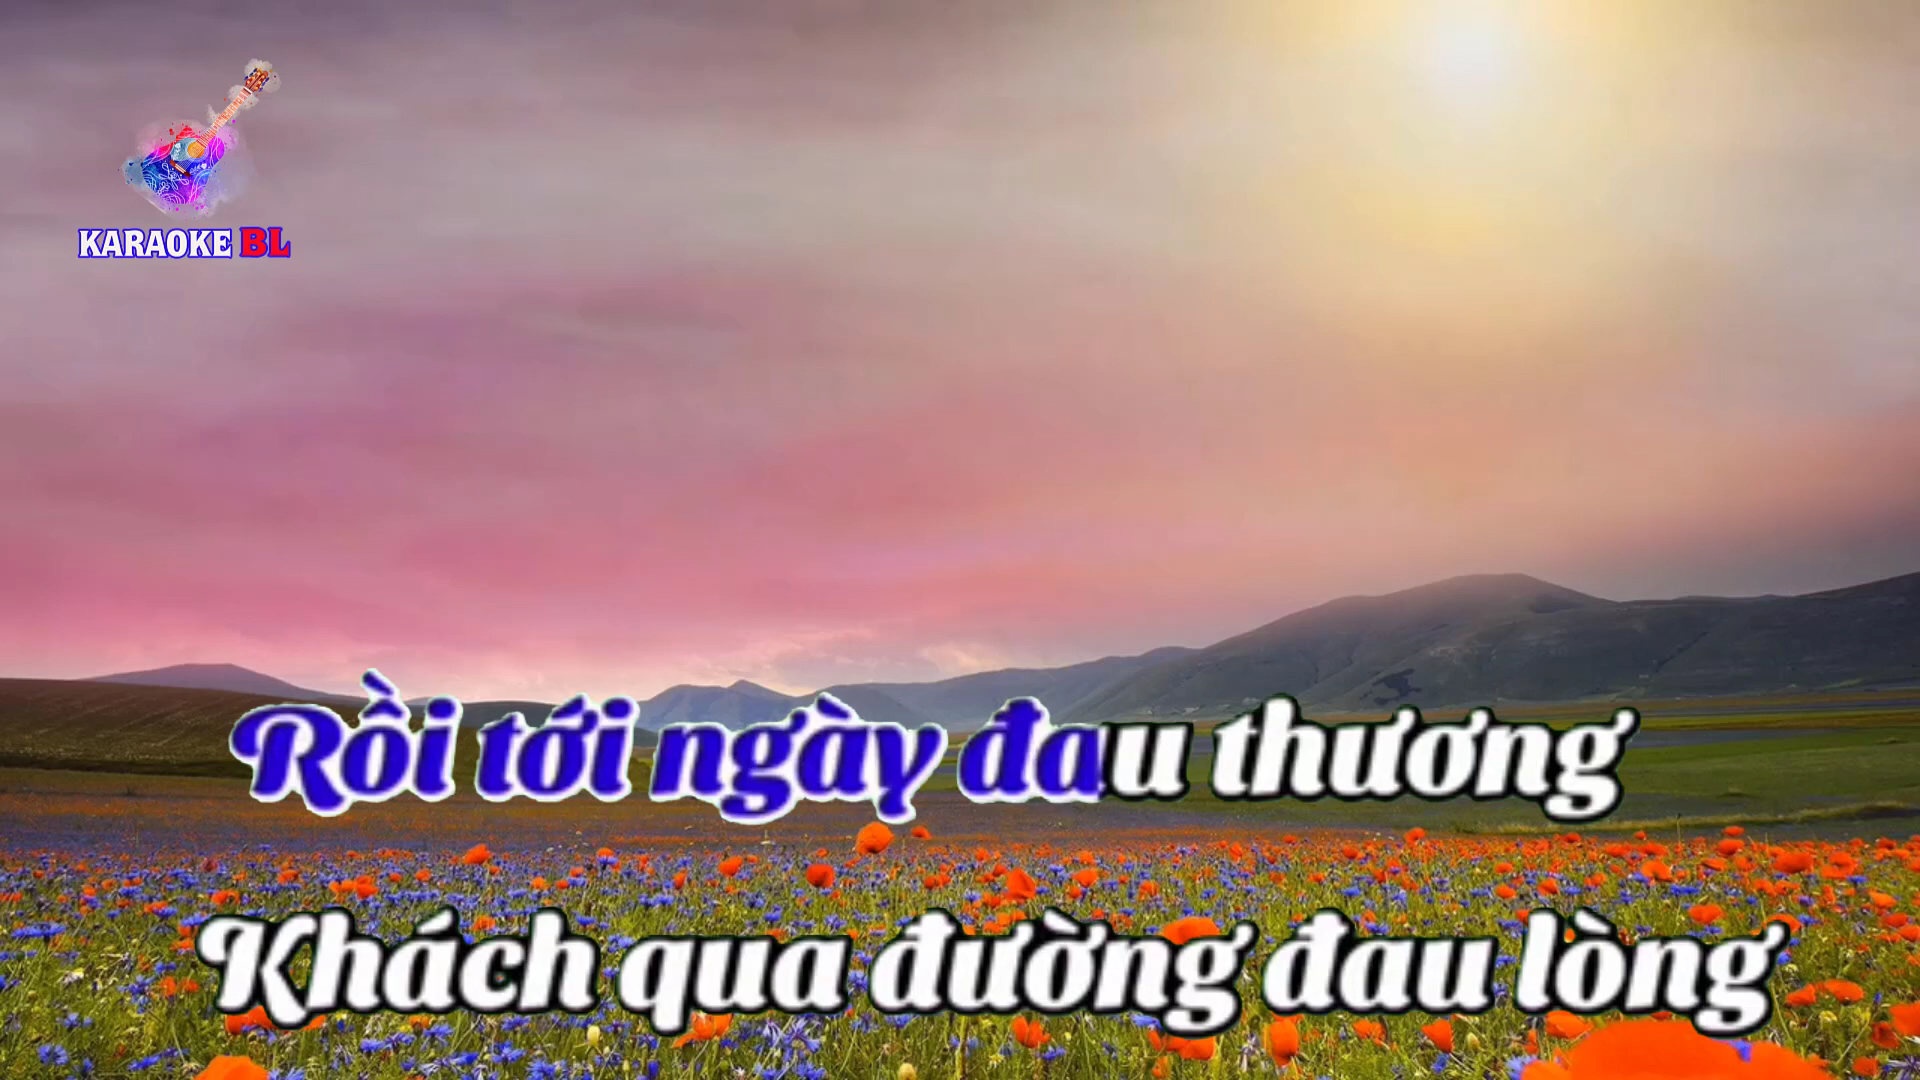 KARAOKE BL
Rồi tới ngày đau thương
Khách qua đường đau lòng